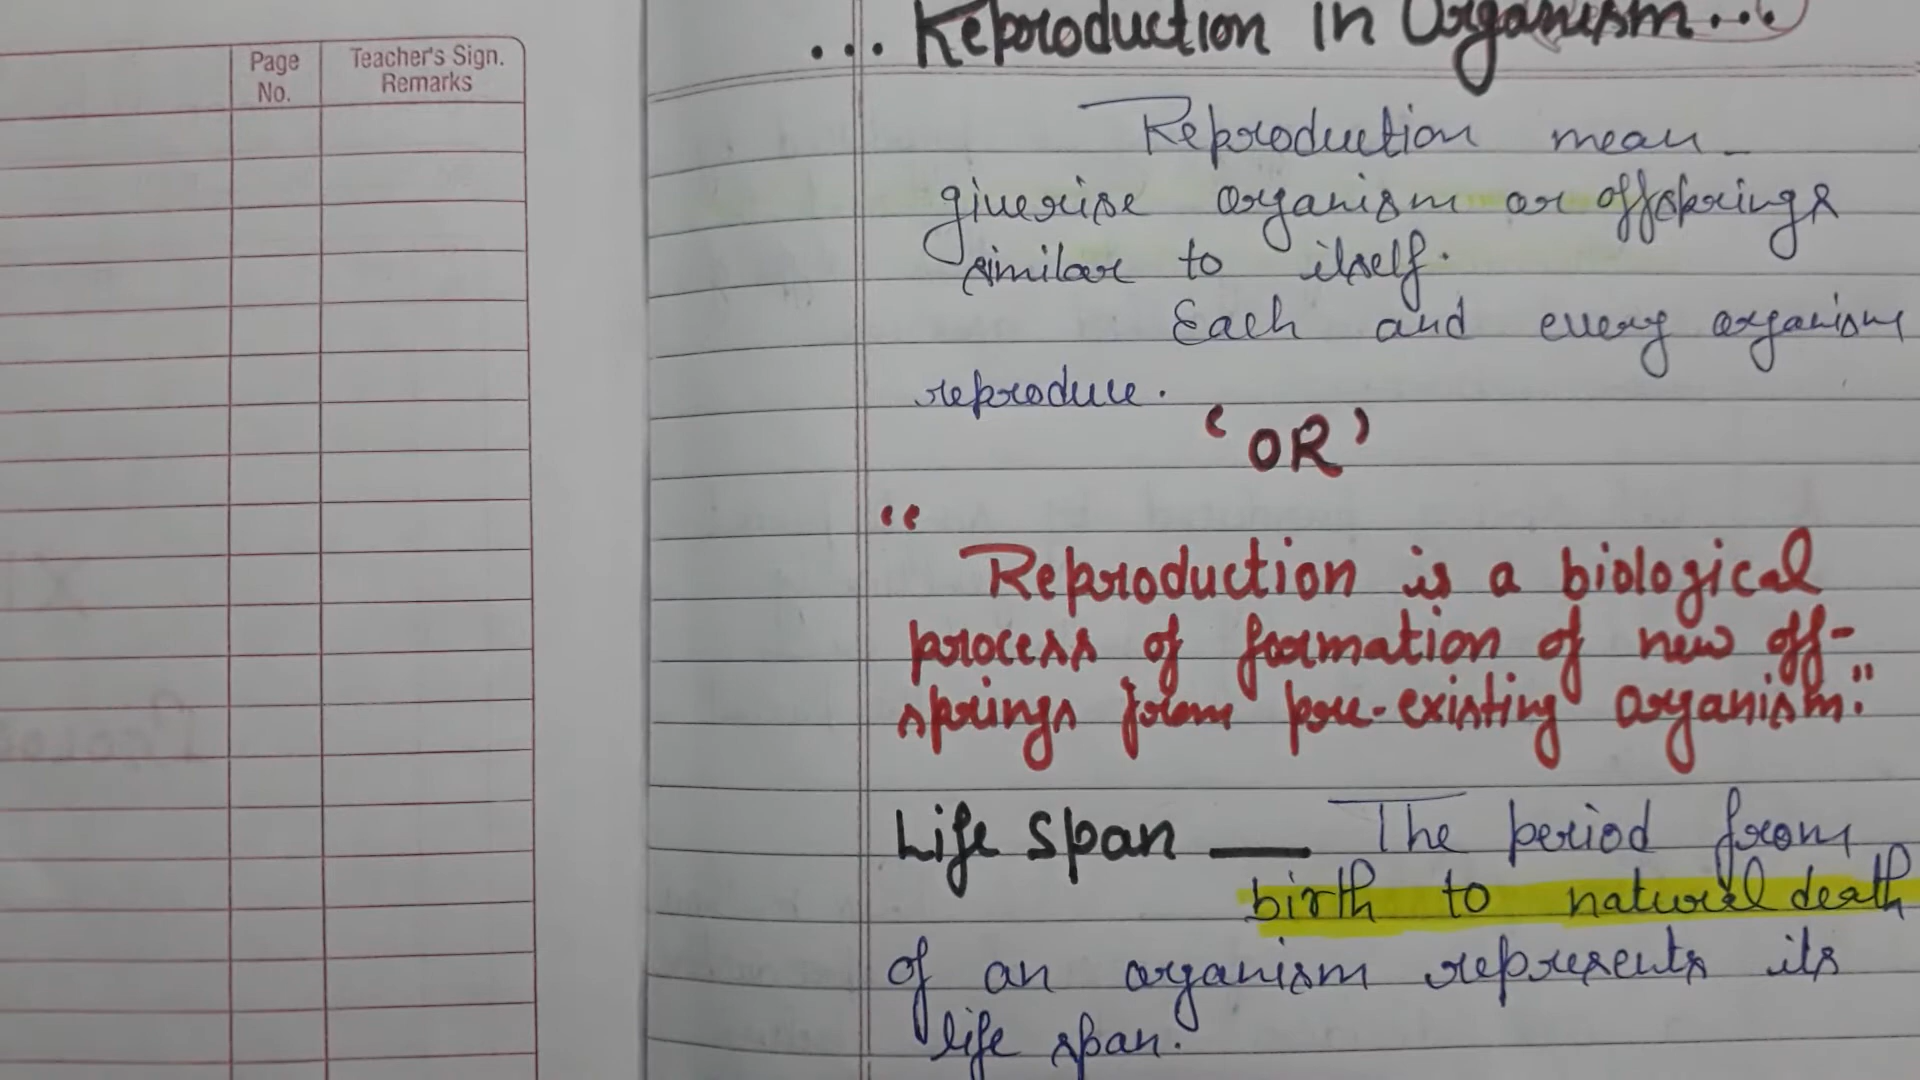 Page
No.
Teacher's Sign.
Remarks
... Reproduction in Organism...
Reproduction mean
giverise organism or offsprings
similar to itself.
Each and every organism
reproduce.
'OR'
"
Reproduction is a biological
process of formation of new off-
springs from pre-existing organism."
Life span — The period from
birth to natural death
of an organism represents its
life span.